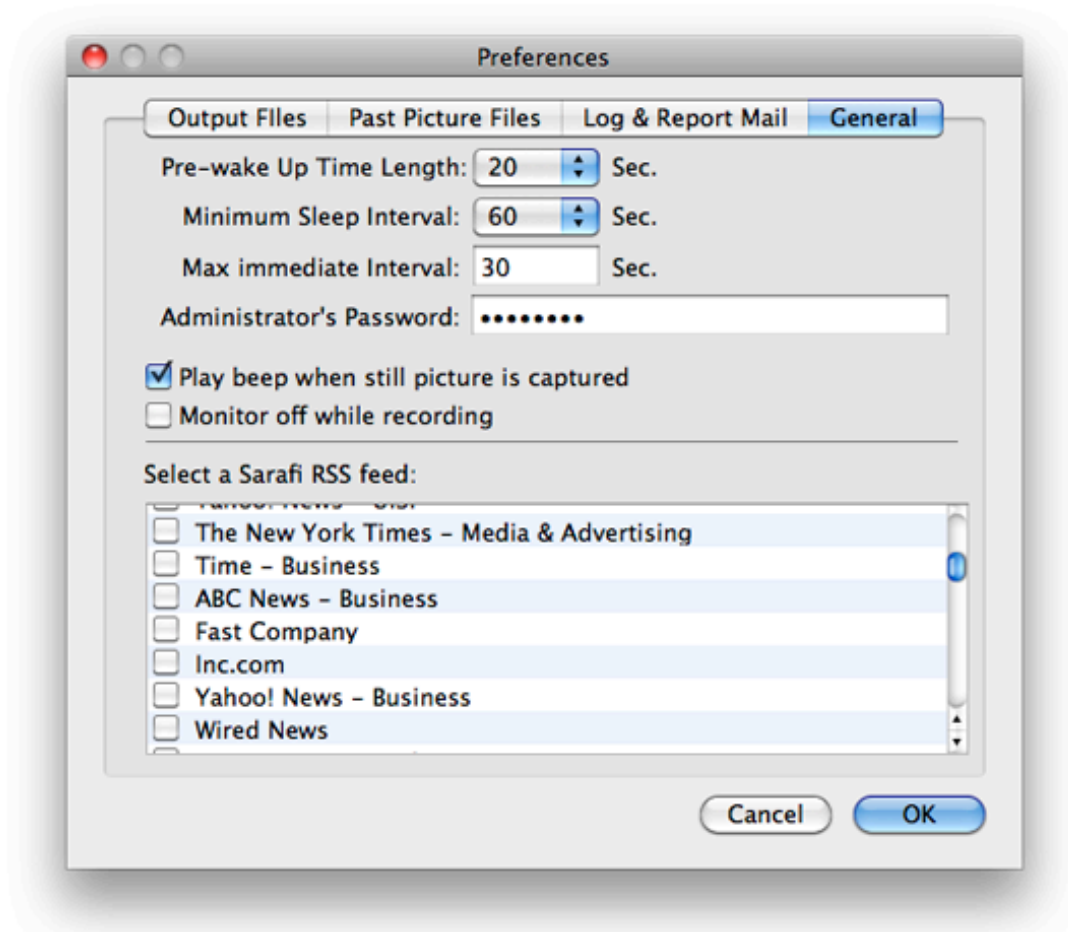 Preferences
Output FIles Past Picture Files Log & Report Mail General
Pre-wake Up Time Length: 20 Sec.
Minimum Sleep Interval: 60 Sec.
Max immediate Interval: 30 Sec.
Administrator's Password: ••••••••
Play beep when still picture is captured
Monitor off while recording
Select a Sarafi RSS feed:
Yahoo! News – U.S.
The New York Times – Media & Advertising
Time – Business
ABC News – Business
Fast Company
Inc.com
Yahoo! News – Business
Wired News
Cancel OK